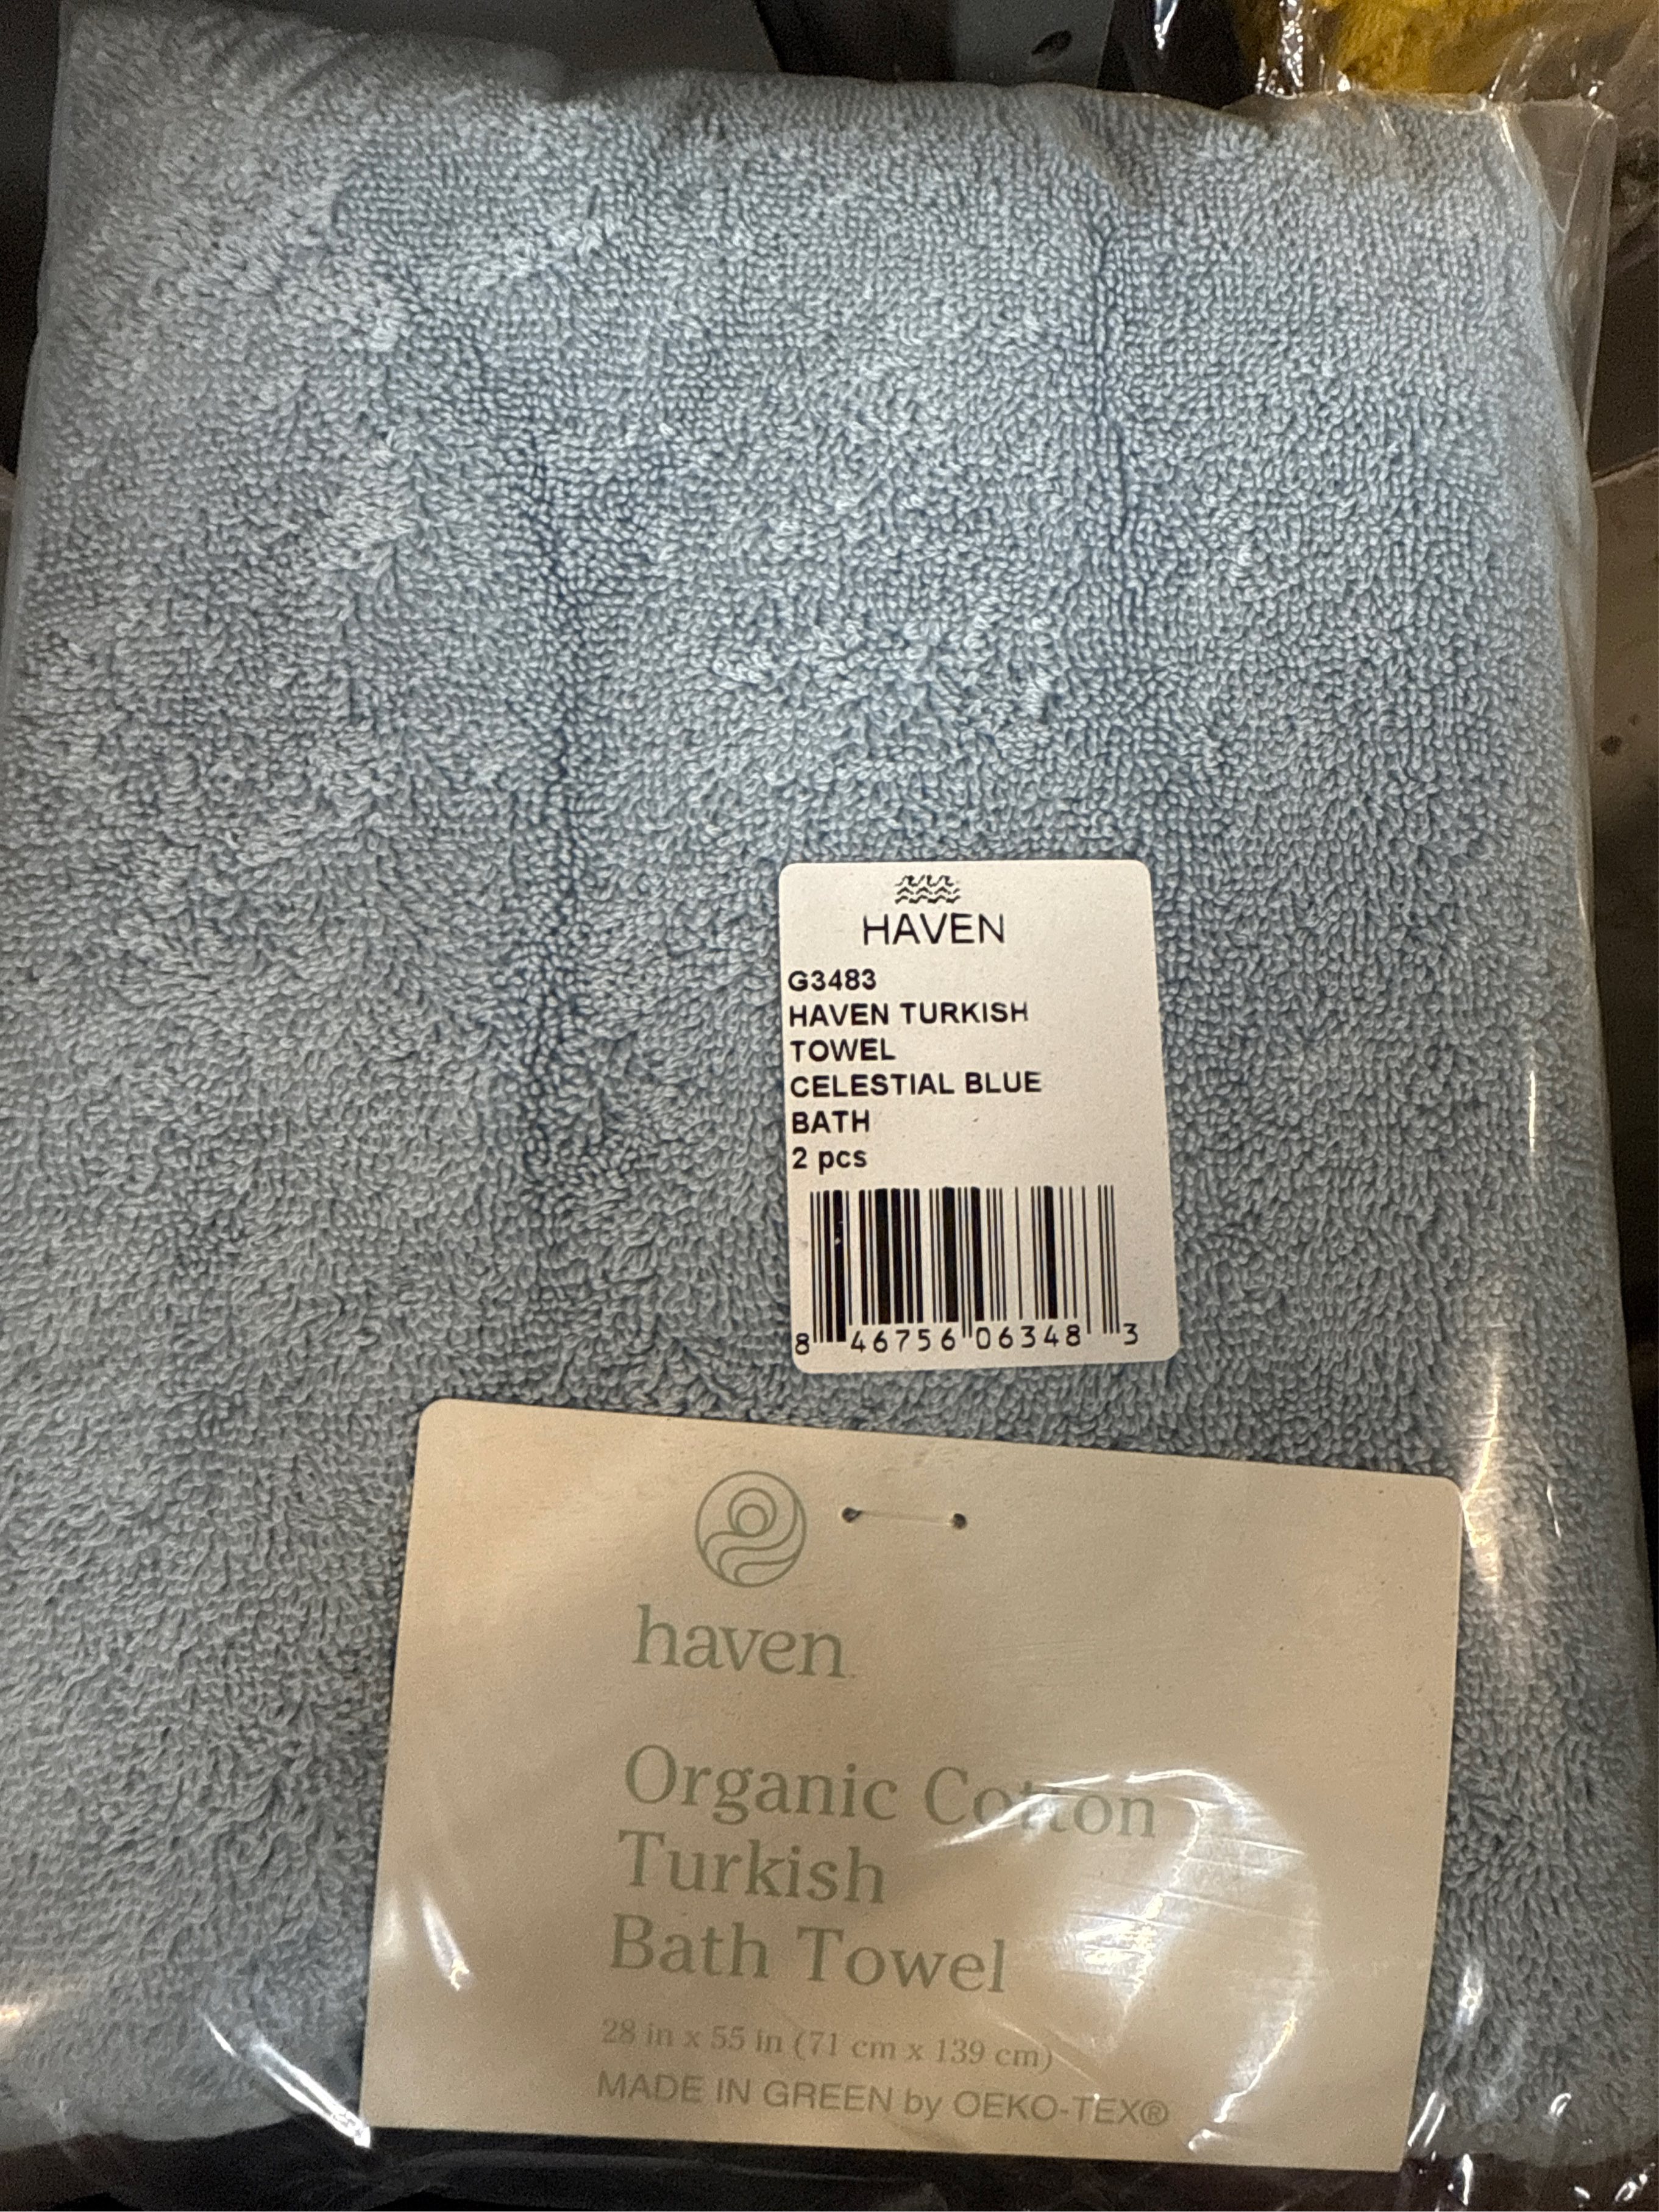 HAVEN
G3483
HAVEN TURKISH
TOWEL
CELESTIAL BLUE
BATH
2 pcs
8 46756 06348 3
haven
Organic Cotton
Turkish
Bath Towel
28 in x 55 in (71 cm x 139 cm)
MADE IN GREEN by OEKO-TEX®